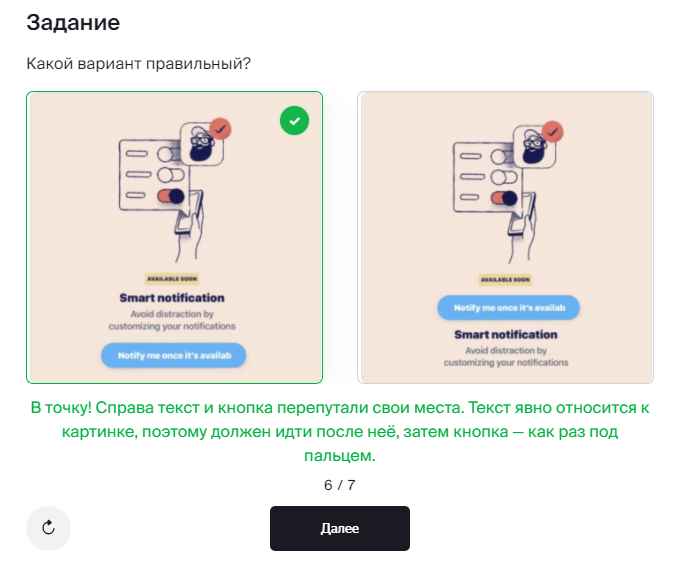 Задание
Какой вариант правильный?
AVAILABLE SOON
Smart notification
Avoid distraction by
customizing your notifications
Notify me once it's availab
AVAILABLE SOON
Notify me once it's availab
Smart notification
Avoid distraction by
customizing your notifications
В точку! Справа текст и кнопка перепутали свои места. Текст явно относится к
картинке, поэтому должен идти после неё, затем кнопка — как раз под
пальцем.
6 / 7
Далее